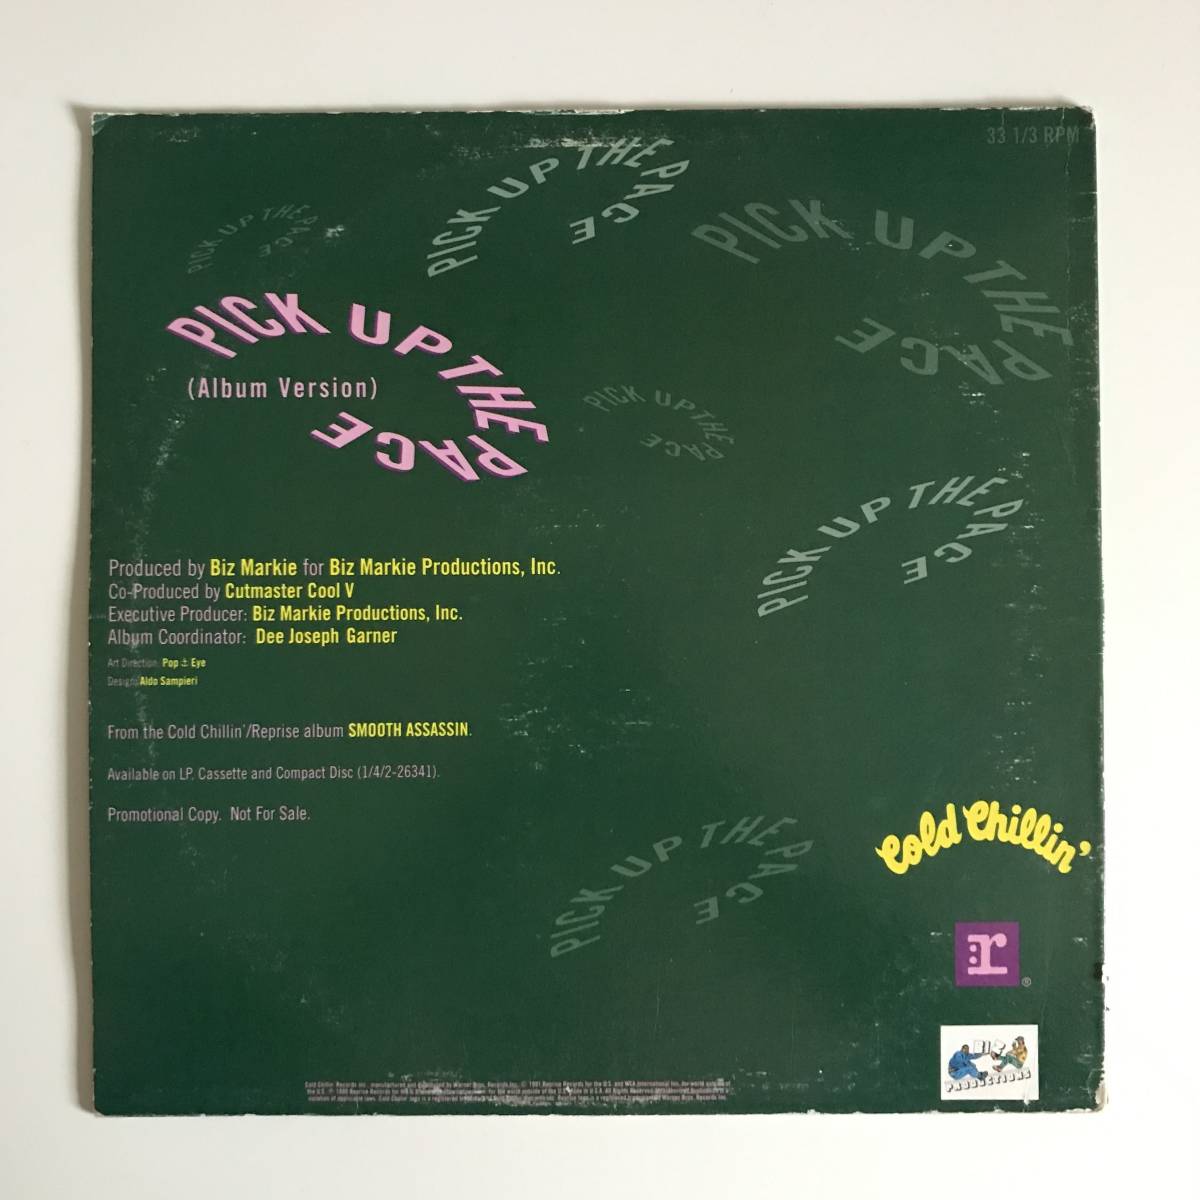 33 1/3 RPM
PICK UP THE PACE
PICK UP THE PACE
PICK UP THE PACE
PICK UP THE PACE
(Album Version)
PICK UP THE PACE
PICK UP THE PACE
Produced by Biz Markie for Biz Markie Productions, Inc.
Co-Produced by Cutmaster Cool V
Executive Producer: Biz Markie Productions, Inc.
Album Coordinator: Dee Joseph Garner
Art Direction: Pop Eye
Design: Aldo Sampieri
From the Cold Chillin'/Reprise album SMOOTH ASSASSIN.
Available on LP, Cassette and Compact Disc (1/4/2-26341).
Promotional Copy. Not For Sale.
PICK UP THE PACE
Cold Chillin'
:r
®
BIZ
PRODUCTIONS